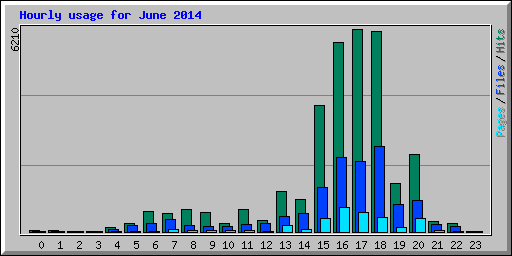 Hourly usage for June 2014
6210
Pages/Files/Hits
0 1 2 3 4 5 6 7 8 9 10 11 12 13 14 15 16 17 18 19 20 21 22 23